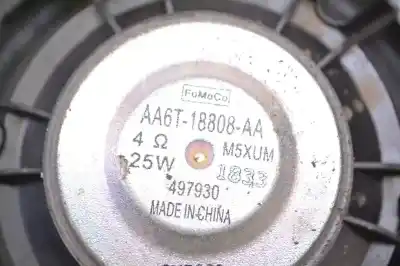 FoMoCo
AA6T-18808-AA
4 Ω M5XUM
25W 1833
497930
MADE IN CHINA